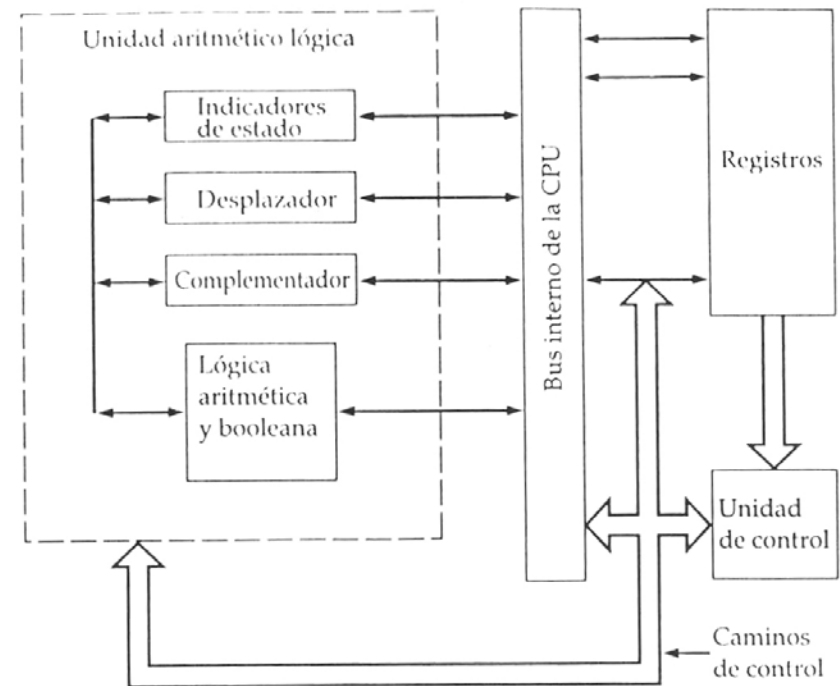 Unidad aritmético lógica
Indicadores
de estado
Desplazador
Complementador
Lógica
aritmética
y booleana
Bus interno de la CPU
Registros
Unidad
de control
Caminos
de control